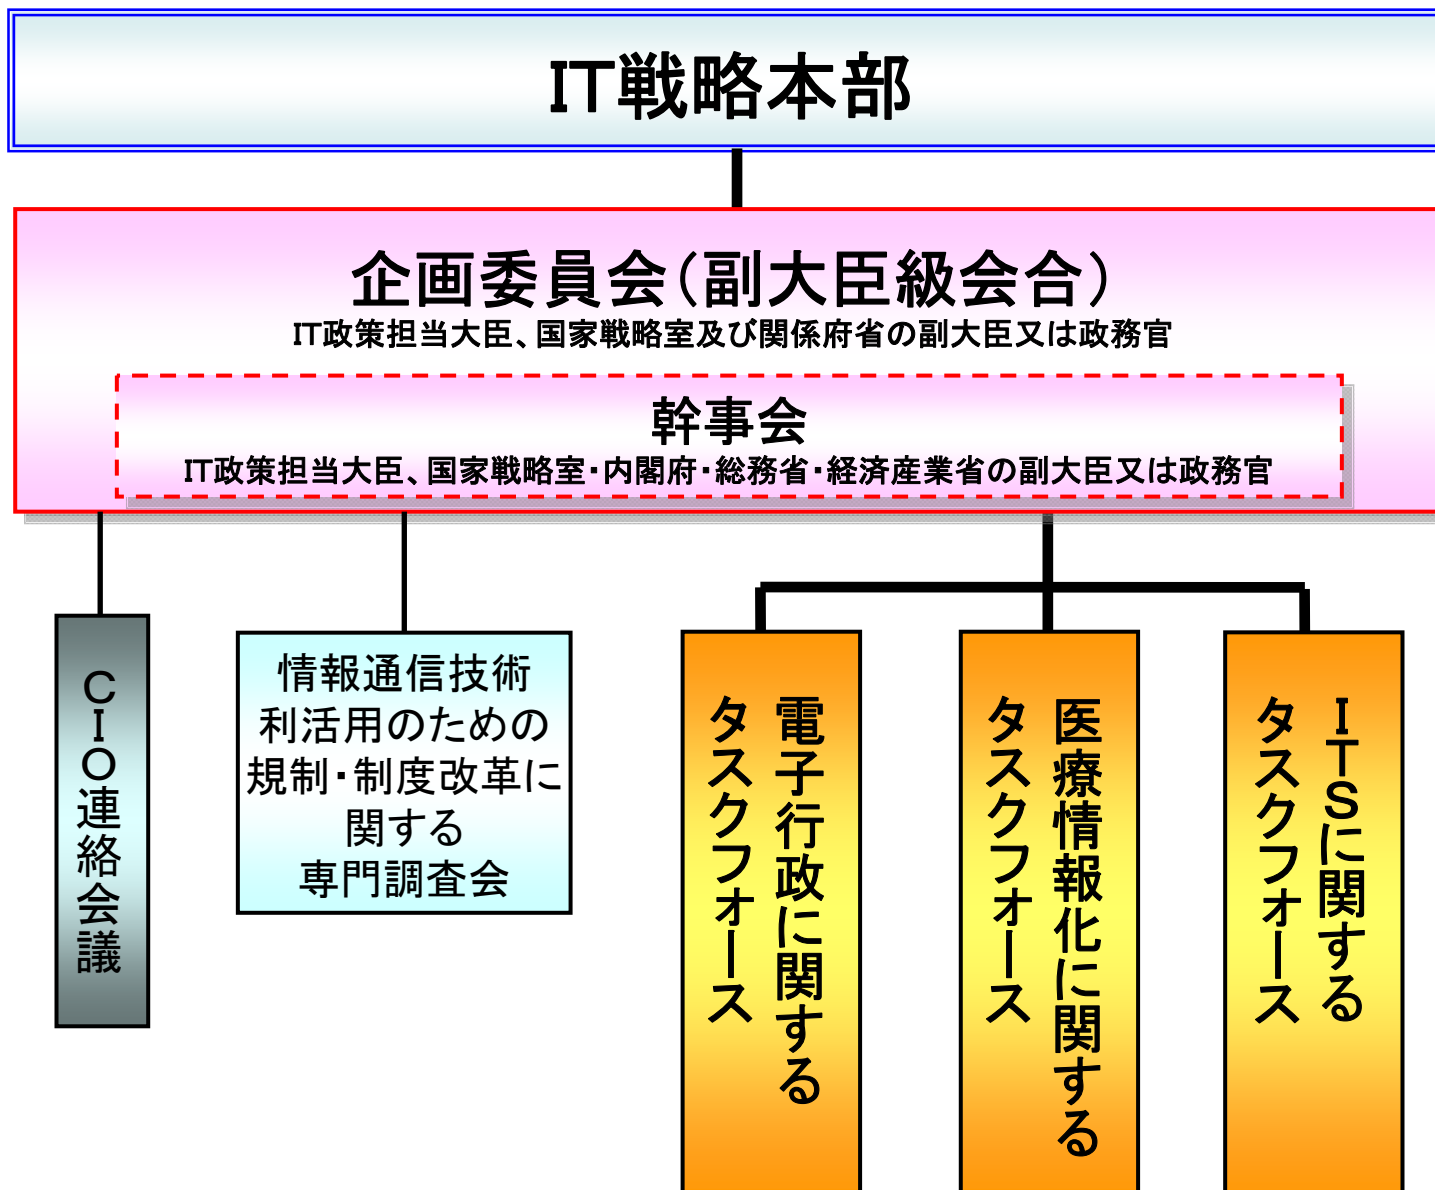 IT戦略本部
企画委員会(副大臣級会合)
IT政策担当大臣、国家戦略室及び関係府省の副大臣又は政務官
幹事会
IT政策担当大臣、国家戦略室・内閣府・総務省・経済産業省の副大臣又は政務官
CIO連絡会議
情報通信技術
利活用のための
規制・制度改革に
関する
専門調査会
電子行政に関する
タスクフォース
医療情報化に関する
タスクフォース
ITSに関する
タスクフォース